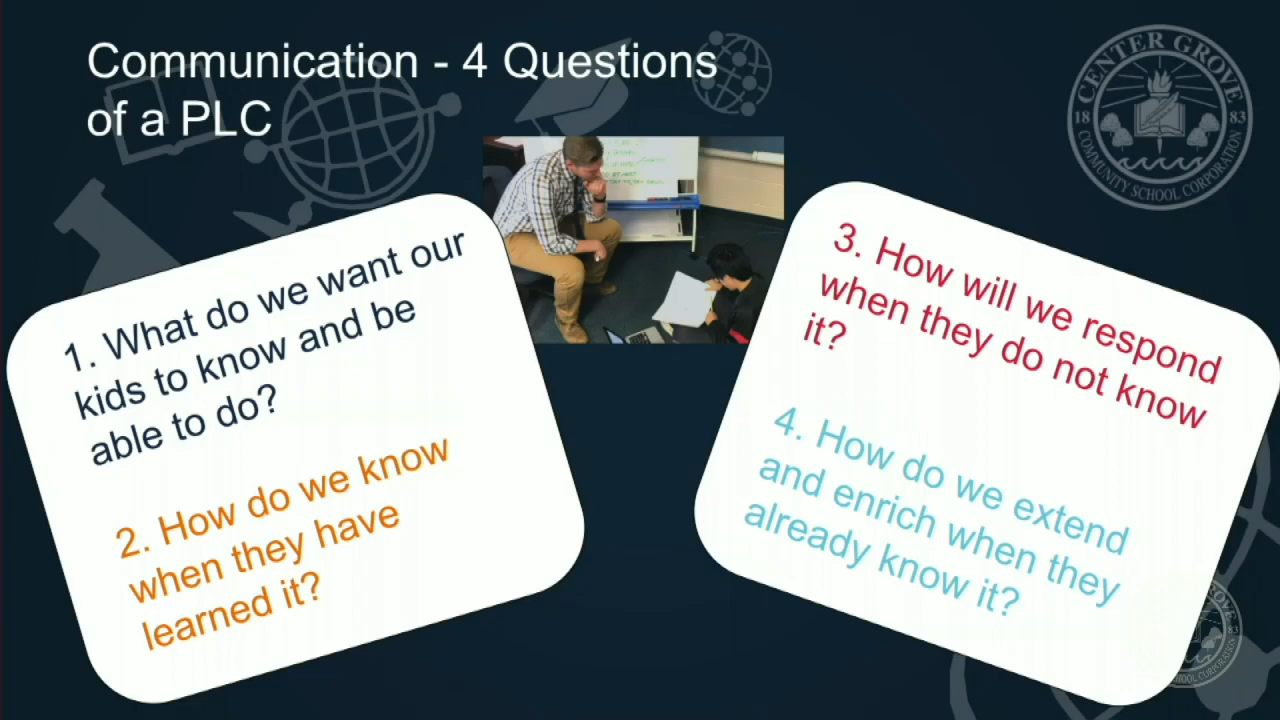 Communication - 4 Questions
of a PLC
CENTER GROVE
18 83
COMMUNITY SCHOOL CORPORATION
1. What do we want our
kids to know and be
able to do?
2. How do we know
when they have
learned it?
3. How will we respond
when they do not know
it?
4. How do we extend
and enrich when they
already know it?